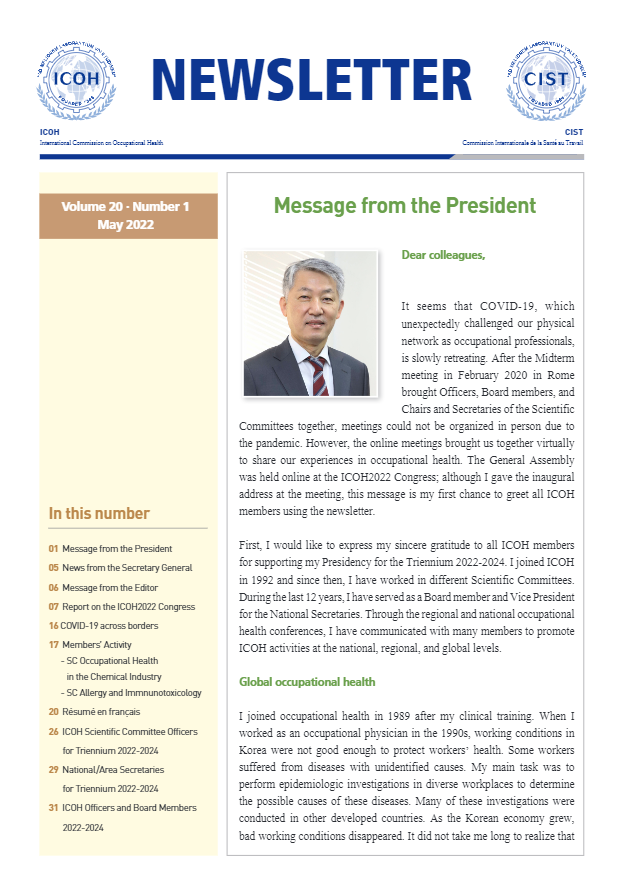 ICOH
FOUNDED 1906
NEWSLETTER
CIST
FOUNDED 1906
ICOH
International Commission on Occupational Health
CIST
Commission Internationale de la Santé au Travail
Volume 20 · Number 1
May 2022
In this number
01 Message from the President
05 News from the Secretary General
06 Message from the Editor
07 Report on the ICOH2022 Congress
16 COVID-19 across borders
17 Members' Activity
- SC Occupational Health
in the Chemical Industry
- SC Allergy and Immnunotoxicology
20 Résumé en français
26 ICOH Scientific Committee Officers
for Triennium 2022-2024
29 National/Area Secretaries
for Triennium 2022-2024
31 ICOH Officers and Board Members
2022-2024
Message from the President
Dear colleagues,
It seems that COVID-19, which
unexpectedly challenged our physical
network as occupational professionals,
is slowly retreating. After the Midterm
meeting in February 2020 in Rome
brought Officers, Board members, and
Chairs and Secretaries of the Scientific
Committees together, meetings could not be organized in person due to
the pandemic. However, the online meetings brought us together virtually
to share our experiences in occupational health. The General Assembly
was held online at the ICOH2022 Congress; although I gave the inaugural
address at the meeting, this message is my first chance to greet all ICOH
members using the newsletter.
First, I would like to express my sincere gratitude to all ICOH members
for supporting my Presidency for the Triennium 2022-2024. I joined ICOH
in 1992 and since then, I have worked in different Scientific Committees.
During the last 12 years, I have served as a Board member and Vice President
for the National Secretaries. Through the regional and national occupational
health conferences, I have communicated with many members to promote
ICOH activities at the national, regional, and global levels.
Global occupational health
I joined occupational health in 1989 after my clinical training. When I
worked as an occupational physician in the 1990s, working conditions in
Korea were not good enough to protect workers' health. Some workers
suffered from diseases with unidentified causes. My main task was to
perform epidemiologic investigations in diverse workplaces to determine
the possible causes of these diseases. Many of these investigations were
conducted in other developed countries. As the Korean economy grew,
bad working conditions disappeared. It did not take me long to realize that